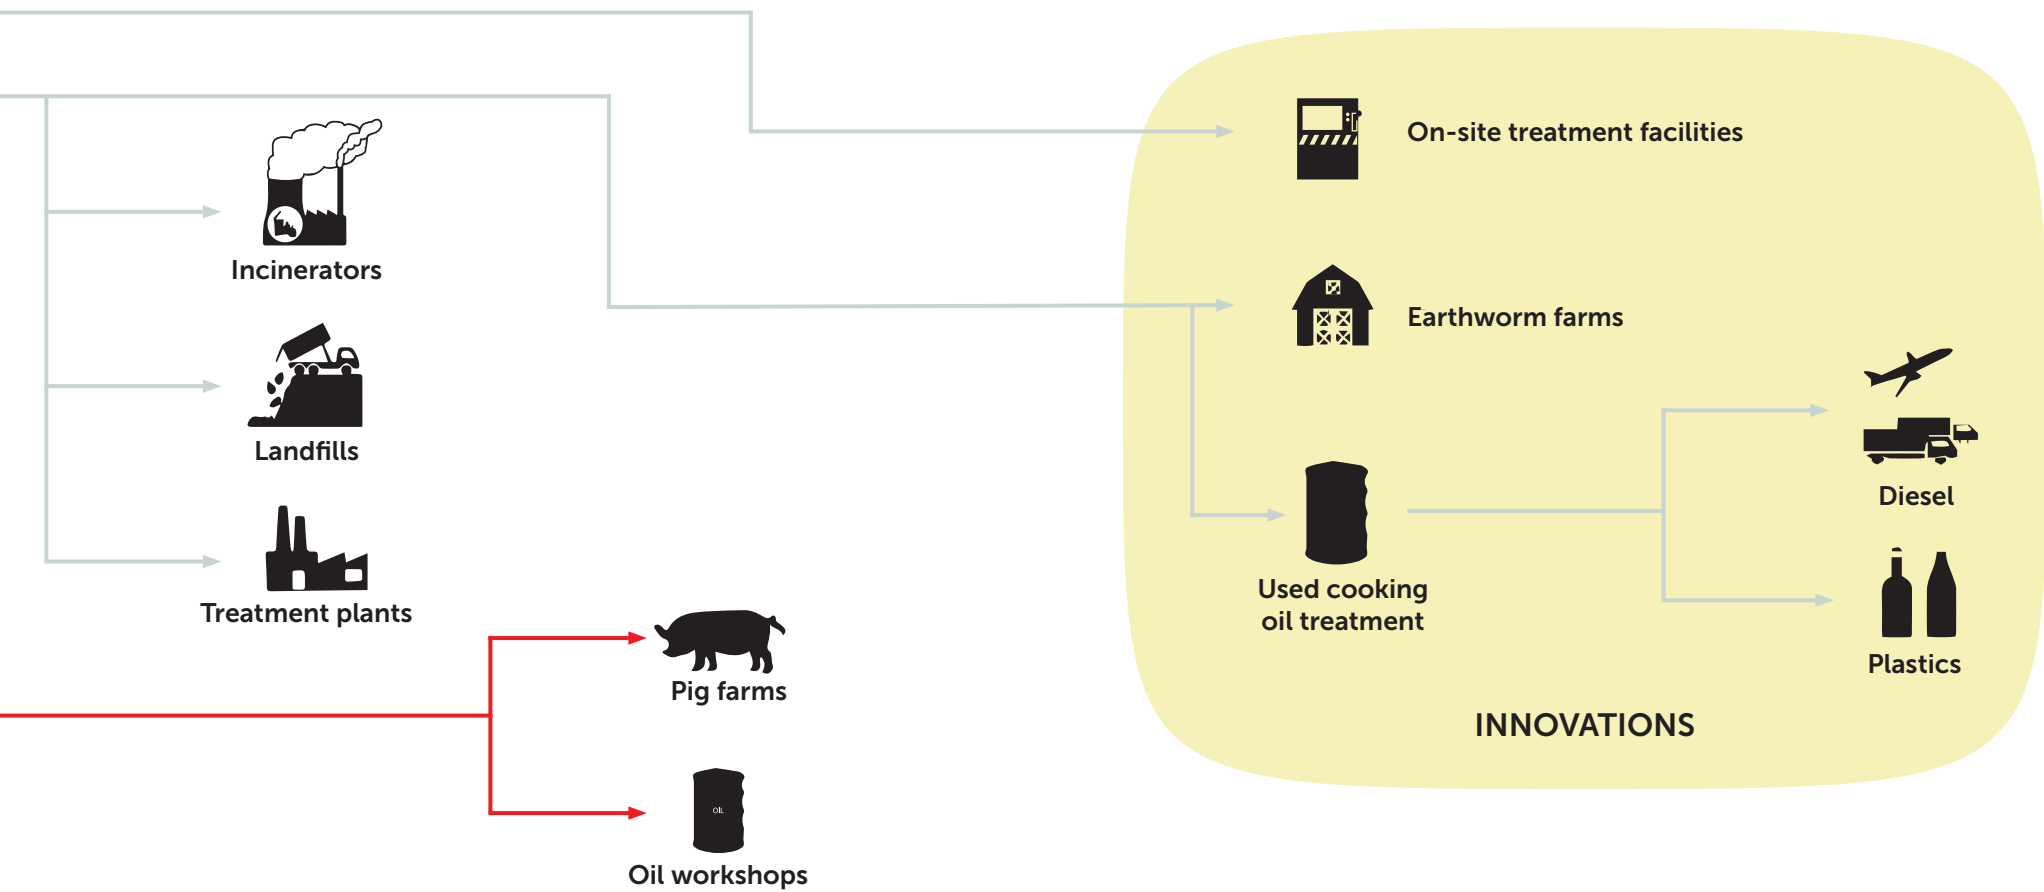 On-site treatment facilities
Incinerators
Earthworm farms
Landfills
Diesel
Used cooking
oil treatment
Treatment plants
Plastics
Pig farms
INNOVATIONS
OIL
Oil workshops